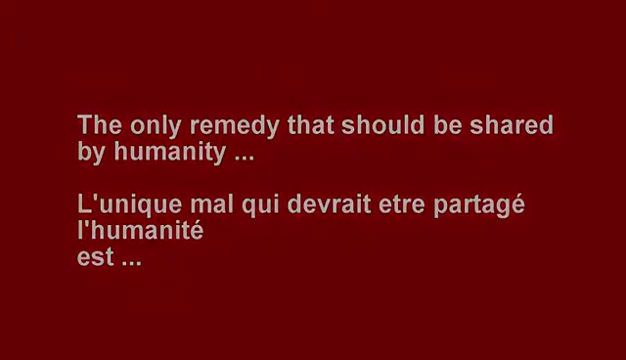 The only remedy that should be shared
by humanity ...
L'unique mal qui devrait etre partagé
l'humanité
est ...